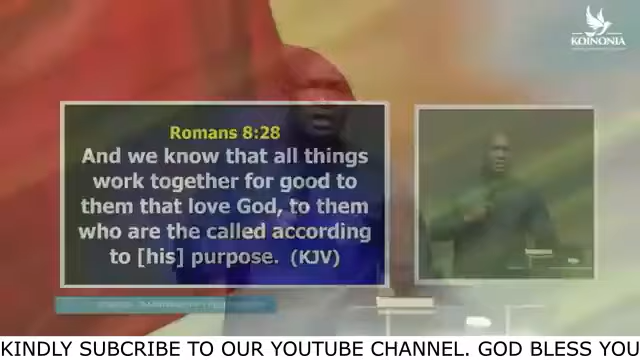 KOINONIA
Romans 8:28
And we know that all things
work together for good to
them that love God, to them
who are the called according
to [his] purpose. (KJV)
KINDLY SUBCRIBE TO OUR YOUTUBE CHANNEL. GOD BLESS YOU